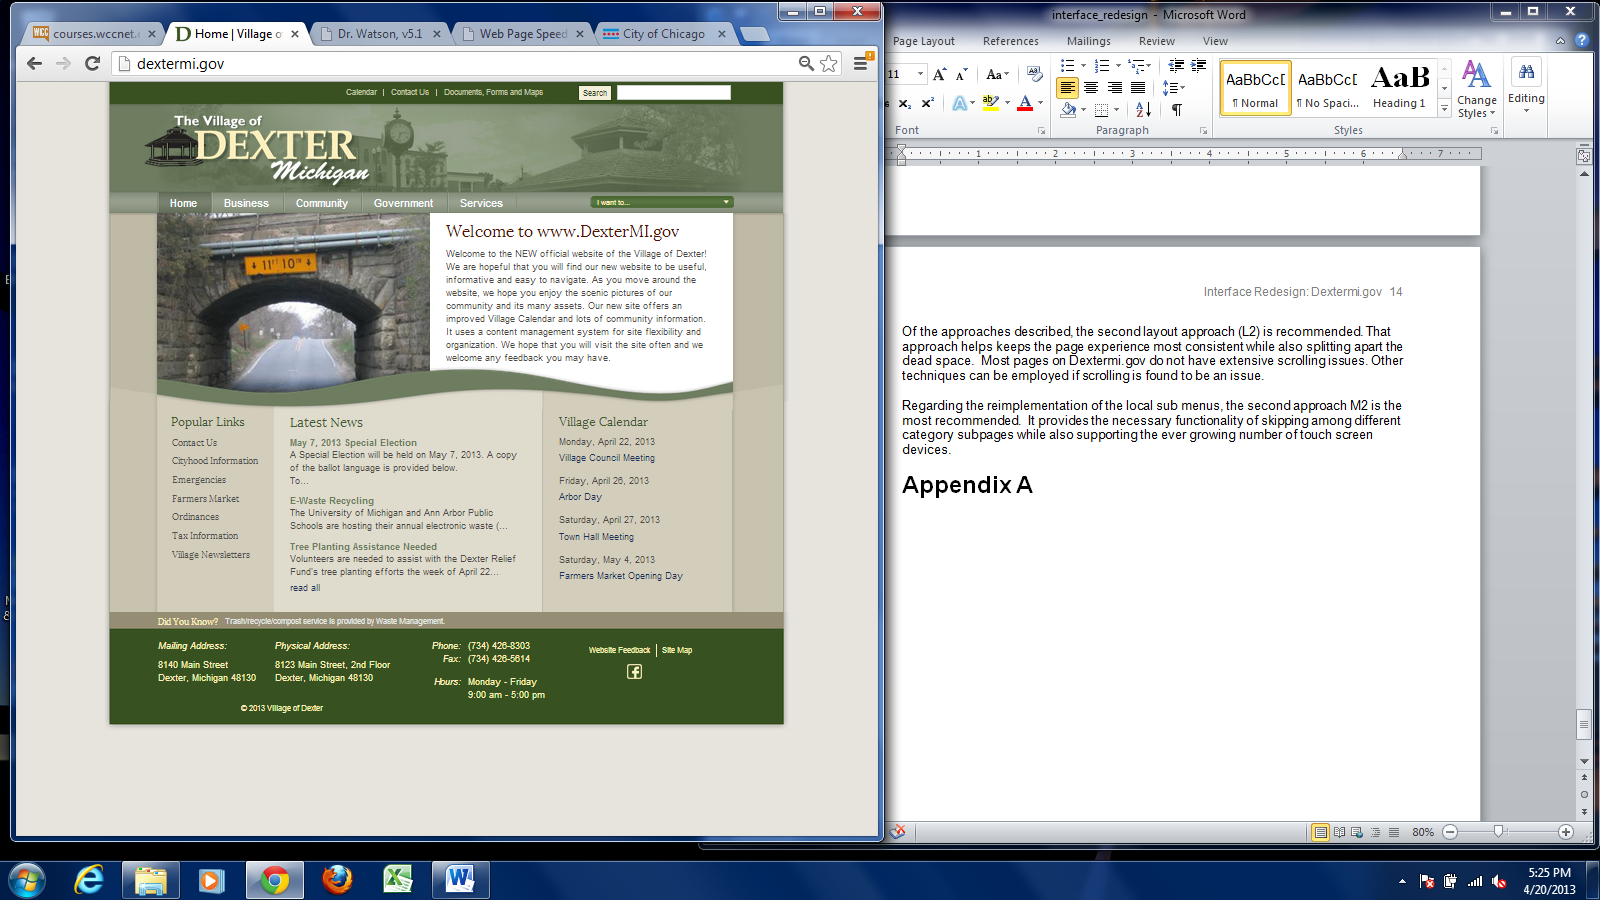 courses.wccnet.
Home | Village o
Dr. Watson, v5.1
Web Page Speed
City of Chicago
dextermi.gov
Calendar | Contact Us | Documents, Forms and Maps
Search
The Village of
DEXTER
Michigan
Home
Business
Community
Government
Services
I want to...
11 FT 10 IN
Welcome to www.DexterMI.gov
Welcome to the NEW official website of the Village of Dexter!
We are hopeful that you will find our new website to be useful,
informative and easy to navigate. As you move around the
website, we hope you enjoy the scenic pictures of our
community and its many assets. Our new site offers an
improved Village Calendar and lots of community information.
It uses a content management system for site flexibility and
organization. We hope that you will visit the site often and we
welcome any feedback you may have.
Popular Links
Contact Us
Cityhood Information
Emergencies
Farmers Market
Ordinances
Tax Information
Village Newsletters
Latest News
May 7, 2013 Special Election
A Special Election will be held on May 7, 2013. A copy
of the ballot language is provided below.
To...
E-Waste Recycling
The University of Michigan and Ann Arbor Public
Schools are hosting their annual electronic waste (...
Tree Planting Assistance Needed
Volunteers are needed to assist with the Dexter Relief
Fund's tree planting efforts the week of April 22...
read all
Village Calendar
Monday, April 22, 2013
Village Council Meeting
Friday, April 26, 2013
Arbor Day
Saturday, April 27, 2013
Town Hall Meeting
Saturday, May 4, 2013
Farmers Market Opening Day
Did You Know? Trash/recycle/compost service is provided by Waste Management.
Mailing Address:
8140 Main Street
Dexter, Michigan 48130
Physical Address:
8123 Main Street, 2nd Floor
Dexter, Michigan 48130
Phone: (734) 426-8303
Fax: (734) 426-5614
Hours: Monday - Friday
9:00 am - 5:00 pm
Website Feedback | Site Map
© 2013 Village of Dexter
interface_redesign - Microsoft Word
Page Layout
References
Mailings
Review
View
11
Font
Paragraph
AaBbCcD
¶ Normal
AaBbCcD
¶ No Spaci...
AaB
Heading 1
Change
Styles
Editing
Styles
1 2 3 4 5 6 7
Interface Redesign: Dextermi.gov 14
Of the approaches described, the second layout approach (L2) is recommended. That
approach helps keeps the page experience most consistent while also splitting apart the
dead space. Most pages on Dextermi.gov do not have extensive scrolling issues. Other
techniques can be employed if scrolling is found to be an issue.
Regarding the reimplementation of the local sub menus, the second approach M2 is the
most recommended. It provides the necessary functionality of skipping among different
category subpages while also supporting the ever growing number of touch screen
devices.
Appendix A
80%
5:25 PM
4/20/2013